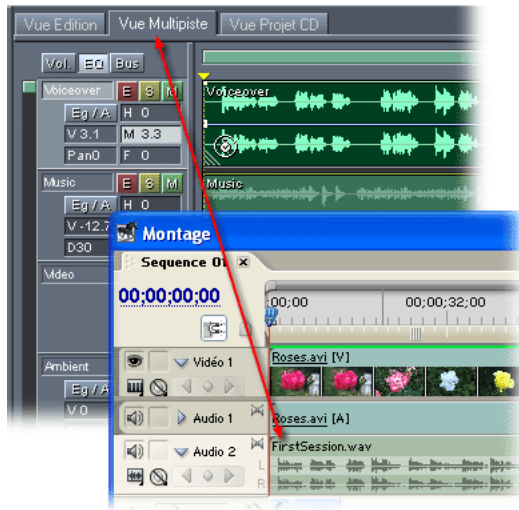 Vue Edition Vue Multipiste Vue Projet CD
Vol. EQ Bus
Voiceover E S M Voiceover
Eg / A H 0
V 3.1 M 3.3
Pan0 F 0
Music E S M Music
Eg / A H 0
V -12.7
D30
Montage
Video
Sequence 01 x
00;00;00;00 ;00;00 00;00;32;00
Vidéo 1 Roses.avi [V]
Ambient
Eg / A
V 0
Audio 1 Roses.avi [A]
Audio 2 FirstSession.wav
L
R